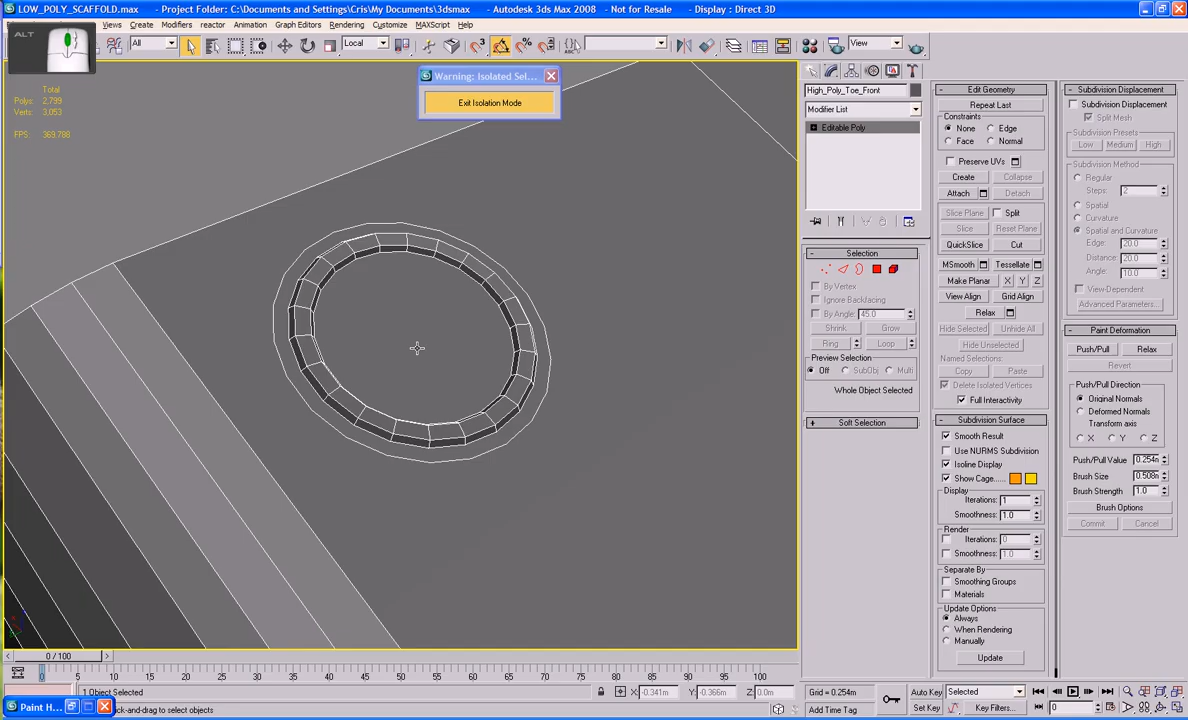 LOW_POLY_SCAFFOLD.max - Project Folder: C:\Documents and Settings\Cris\My Documents\3dsmax - Autodesk 3ds Max 2008 - Not for Resale - Display : Direct 3D
Views Create Modifiers reactor Animation Graph Editors Rendering Customize MAXScript Help
ALT
All
Local
View
Total
Polys: 2,799
Verts: 3,053
FPS: 369.788
Warning: Isolated Sel...
Exit Isolation Mode
High_Poly_Toe_Front
Modifier List
Editable Poly
Selection
By Vertex
Ignore Backfacing
By Angle: 45.0
Shrink Grow
Ring Loop
Preview Selection
Off SubObj Multi
Whole Object Selected
Soft Selection
Edit Geometry
Repeat Last
Constraints
None Edge
Face Normal
Preserve UVs
Create Collapse
Attach Detach
Slice Plane Split
Slice Reset Plane
QuickSlice Cut
MSmooth Tessellate
Make Planar X Y Z
View Align Grid Align
Relax
Hide Selected Unhide All
Hide Unselected
Named Selections:
Copy Paste
Delete Isolated Vertices
Full Interactivity
Subdivision Surface
Smooth Result
Use NURMS Subdivision
Isoline Display
Show Cage......
Display
Iterations: 1
Smoothness: 1.0
Render
Iterations: 0
Smoothness: 1.0
Separate By
Smoothing Groups
Materials
Update Options
Always
When Rendering
Manually
Update
Subdivision Displacement
Subdivision Displacement
Split Mesh
Subdivision Presets
Low Medium High
Subdivision Method
Regular
Steps: 2
Spatial
Curvature
Spatial and Curvature
Edge: 20.0
Distance: 20.0
Angle: 10.0
View-Dependent
Advanced Parameters...
Paint Deformation
Push/Pull Relax
Revert
Push/Pull Direction
Original Normals
Deformed Normals
Transform axis
X Y Z
Push/Pull Value 0.254m
Brush Size 0.508m
Brush Strength 1.0
Brush Options
Commit Cancel
0 / 100
0 5 10 15 20 25 30 35 40 45 50 55 60 65 70 75 80 85 90 95 100
1 Object Selected X: -0.341m Y: -0.366m Z: 0.0m Grid = 0.254m Auto Key Selected
Paint H... ick-and-drag to select objects Add Time Tag Set Key Key Filters... 0